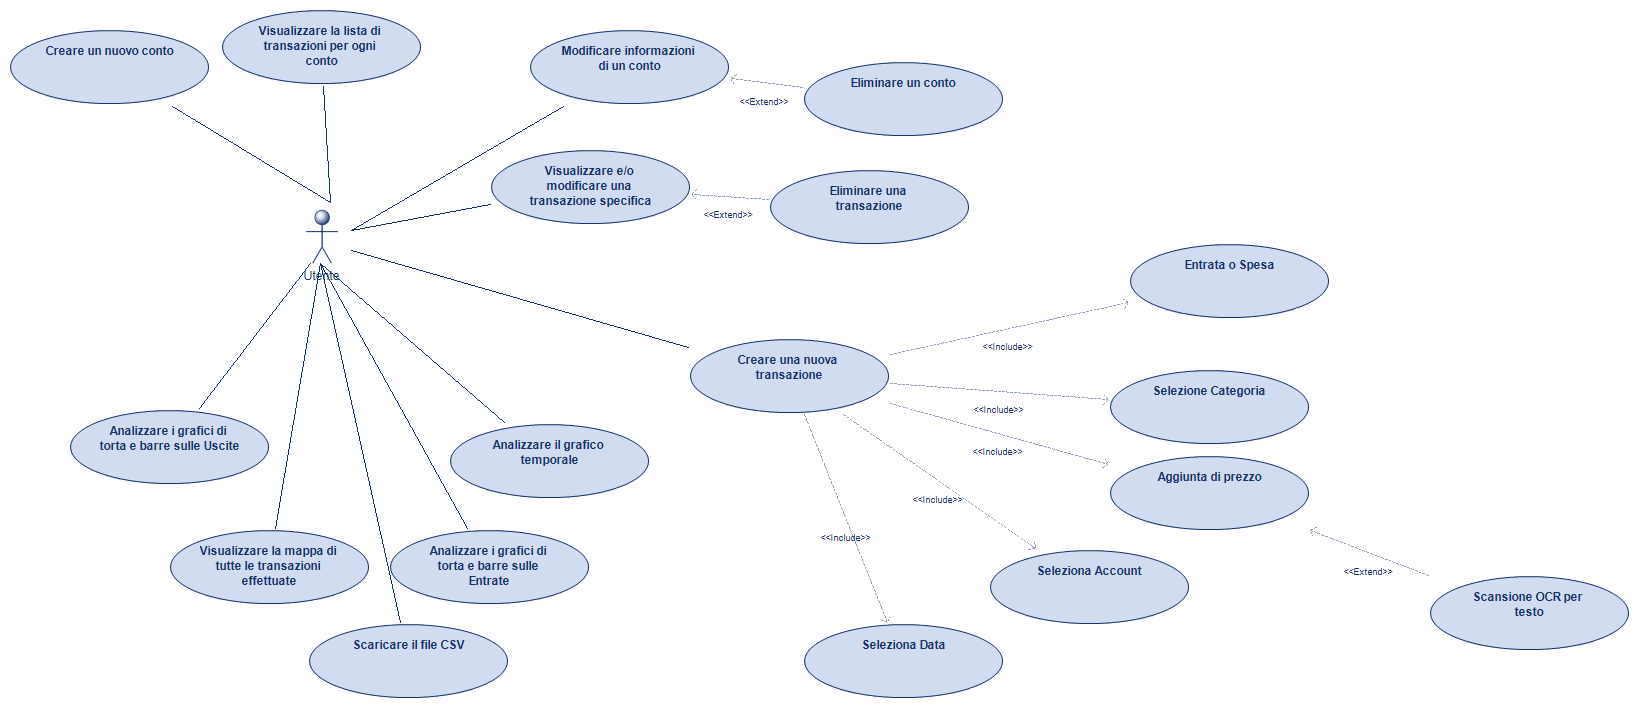 Creare un nuovo conto
Visualizzare la lista di
transazioni per ogni
conto
Modificare informazioni
di un conto
<<Extend>>
Eliminare un conto
Visualizzare e/o
modificare una
transazione specifica
<<Extend>>
Eliminare una
transazione
Utente
Entrata o Spesa
<<Include>>
Creare una nuova
transazione
Selezione Categoria
<<Include>>
<<Include>>
Aggiunta di prezzo
Analizzare i grafici di
torta e barre sulle Uscite
Analizzare il grafico
temporale
<<Include>>
<<Include>>
Visualizzare la mappa di
tutte le transazioni
effettuate
Analizzare i grafici di
torta e barre sulle
Entrate
Seleziona Account
<<Extend>>
Scansione OCR per
testo
Scaricare il file CSV
Seleziona Data